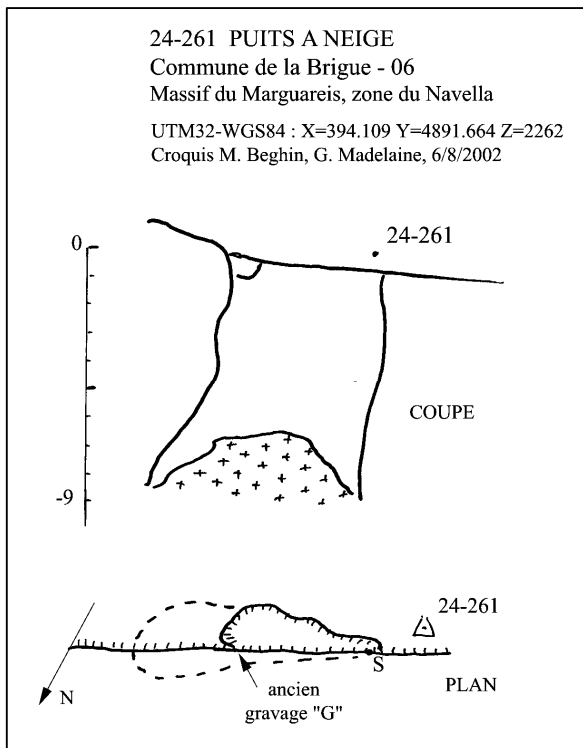 24-261 PUITS A NEIGE
Commune de la Brigue - 06
Massif du Marguareis, zone du Navella
UTM32-WGS84 : X=394.109 Y=4891.664 Z=2262
Croquis M. Beghin, G. Madelaine, 6/8/2002
0
24-261
COUPE
-9
24-261
S
N
ancien
gravage "G"
PLAN